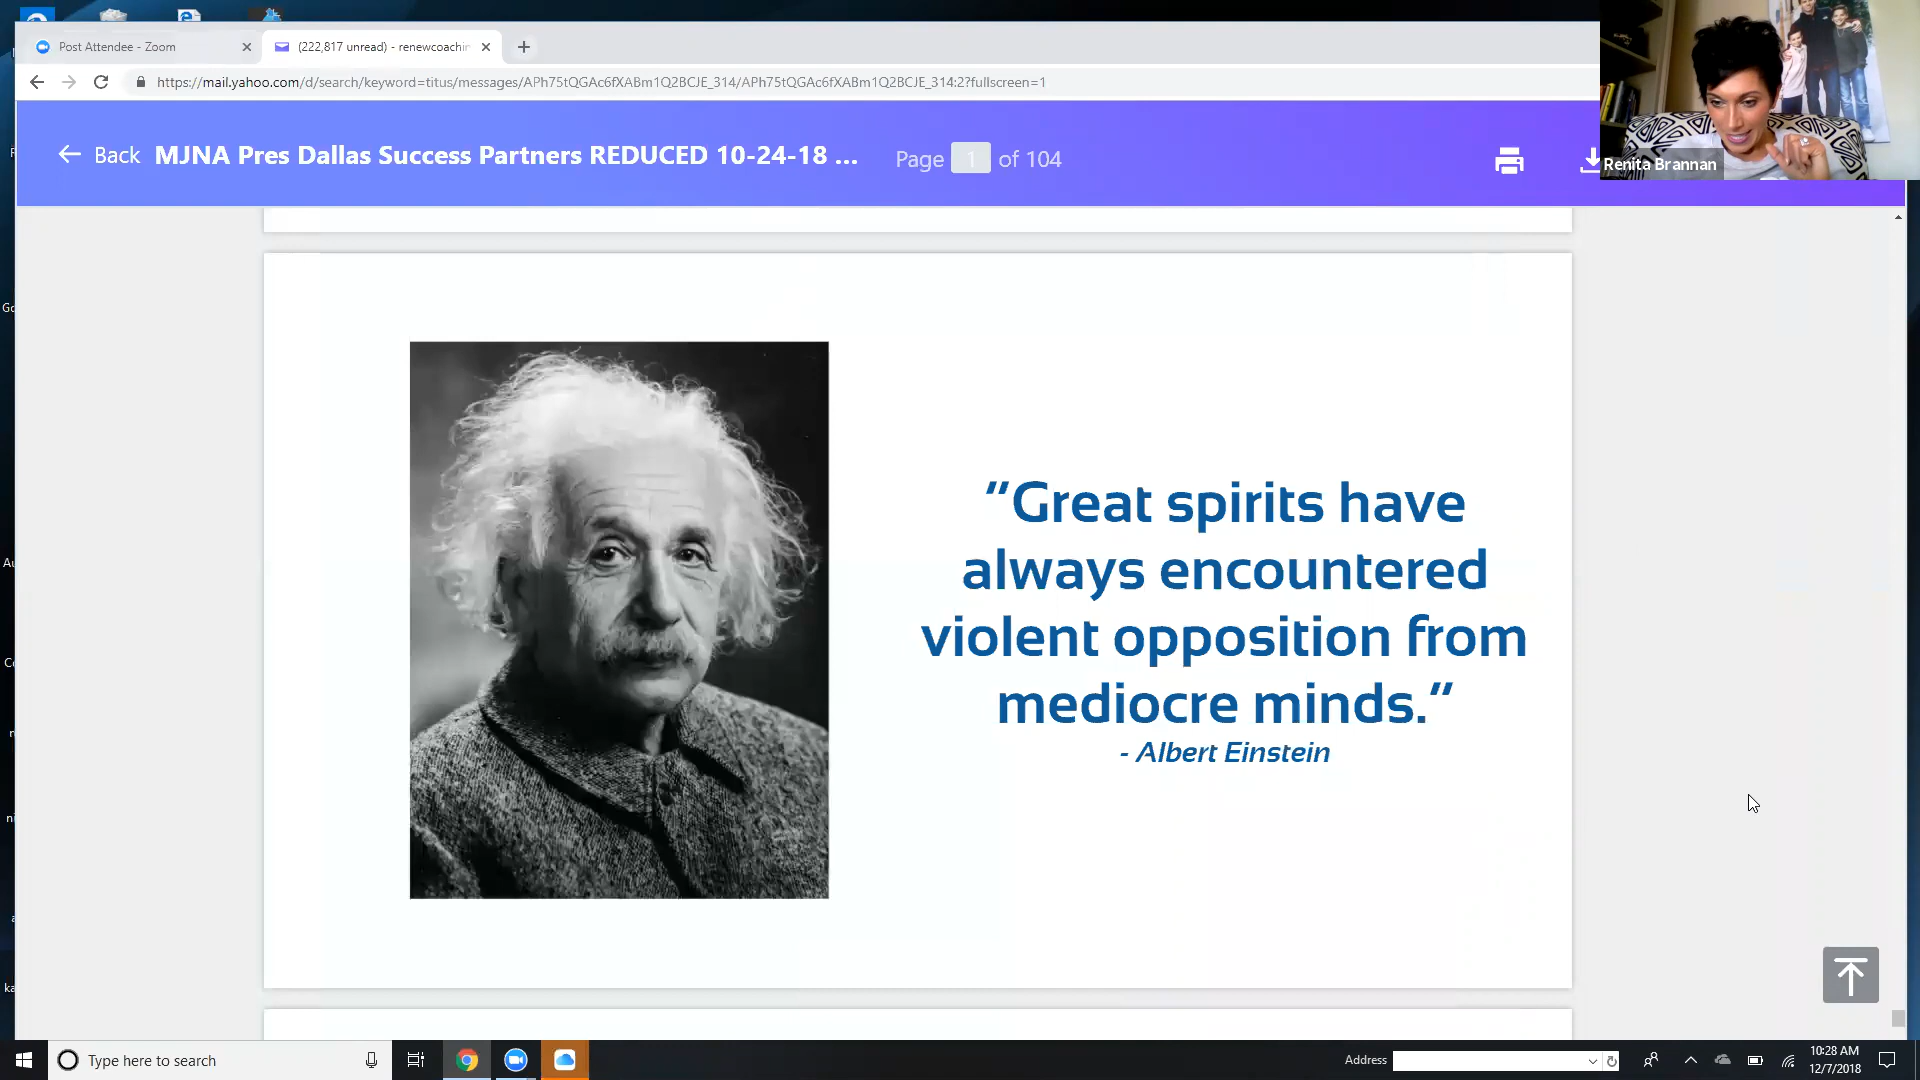 Post Attendee - Zoom
(222,817 unread) - renewcoachin
https://mail.yahoo.com/d/search/keyword=titus/messages/APh75tQGAc6fXABm1Q2BCJE_314/APh75tQGAc6fXABm1Q2BCJE_314:2?fullscreen=1
Back MJNA Pres Dallas Success Partners REDUCED 10-24-18 ... Page 1 of 104
Renita Brannan
“Great spirits have
always encountered
violent opposition from
mediocre minds.”
- Albert Einstein
Type here to search
Address
10:28 AM
12/7/2018